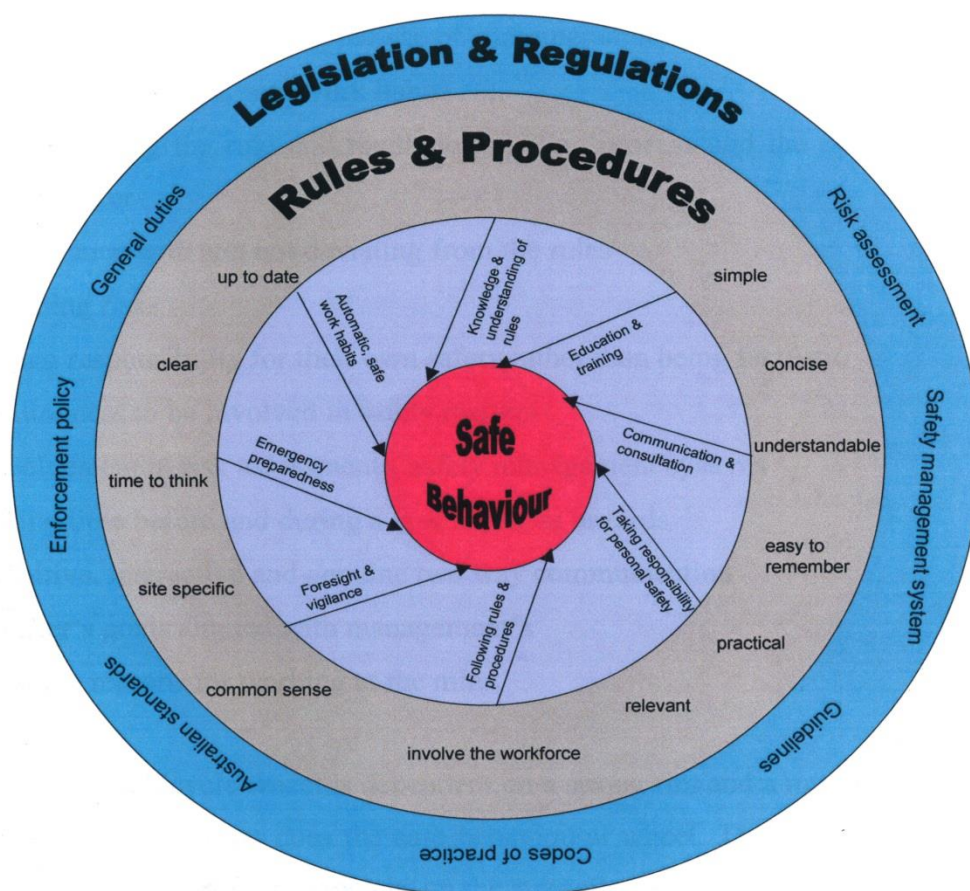 Legislation & Regulations
General duties
Risk assessment
Enforcement policy
Safety management system
Australian standards
Guidelines
Codes of practice
Rules & Procedures
up to date
simple
clear
concise
understandable
time to think
easy to
remember
site specific
practical
common sense
relevant
involve the workforce
Knowledge &
understanding of
rules
Automatic, safe
work habits
Education &
training
Communication &
consultation
Emergency
preparedness
Taking responsibility
for personal safety
Foresight &
vigilance
Following rules &
procedures
Safe
Behaviour